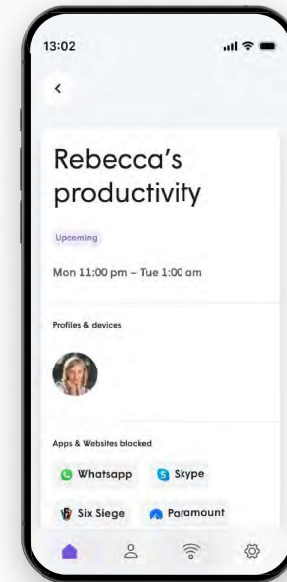 13:02
Rebecca's
productivity
Upcoming
Mon 11:00 pm – Tue 1:00 am
Profiles & devices
Apps & Websites blocked
Whatsapp Skype
Six Siege Paramount